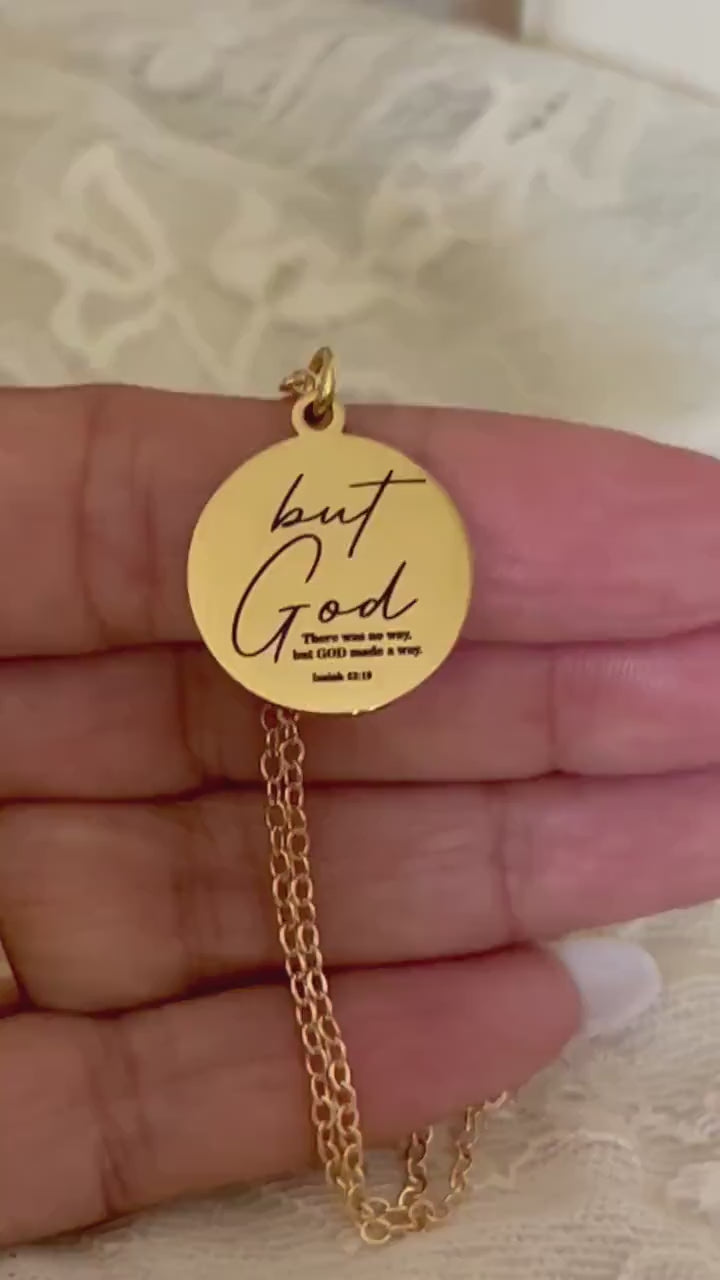 but
God
There was no way,
but GOD made a way.
Isaiah 43:19